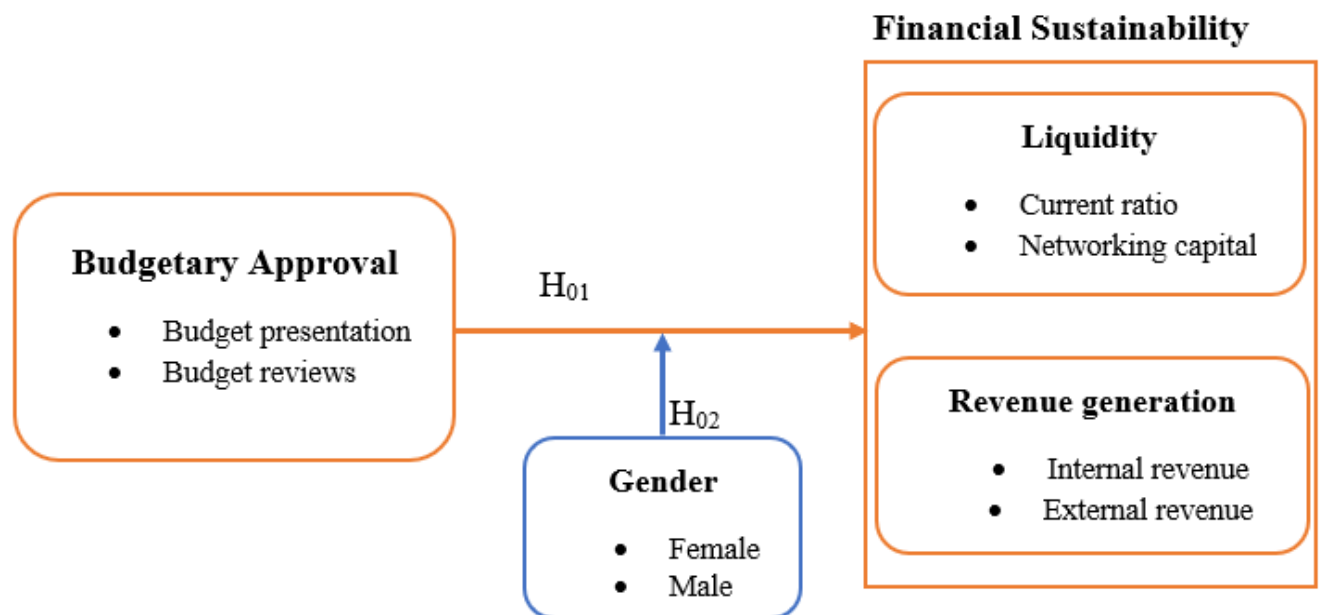 Financial Sustainability
Liquidity
• Current ratio
• Networking capital
Budgetary Approval
• Budget presentation
• Budget reviews
H₀₁
H₀₂
Gender
• Female
• Male
Revenue generation
• Internal revenue
• External revenue